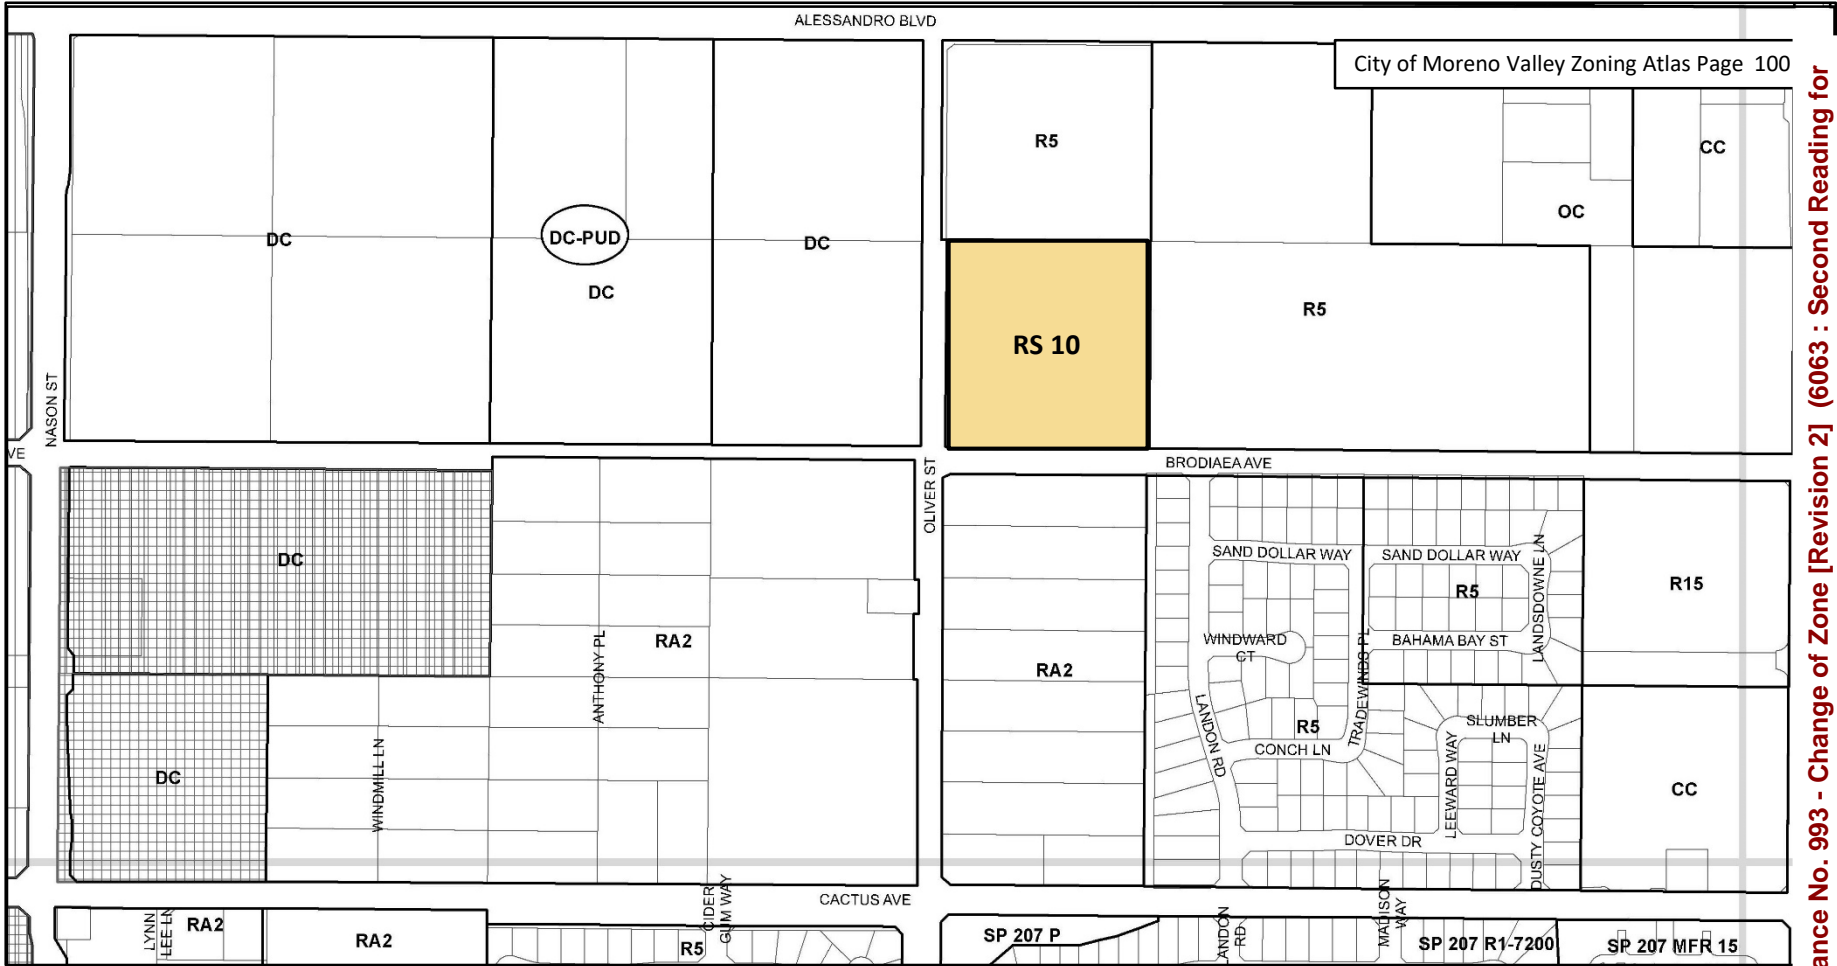 ALESSANDRO BLVD
City of Moreno Valley Zoning Atlas Page 100
R5
CC
OC
DC
DC-PUD
DC
DC
R5
RS 10
NASON ST
VE
BRODIAEA AVE
OLIVER ST
DC
SAND DOLLAR WAY
SAND DOLLAR WAY
LANSDOWNE LN
R5
R15
WINDWARD
CT
BAHAMA BAY ST
RA2
ANTHONY PL
RA2
TRADEWINDS PL
LANDON RD
R5
SLUMBER
LN
CONCH LN
DC
WINDMILL LN
LEEWARD WAY
DUSTY COYOTE AVE
CC
DOVER DR
CACTUS AVE
CIDER
GUM WAY
LYNN
LEE LN
RA2
RA2
R5
SP 207 P
LANDON
RD
MADISON
WAY
SP 207 R1-7200
SP 207 MFR 15
ance No. 993 - Change of Zone [Revision 2] (6063 : Second Reading for